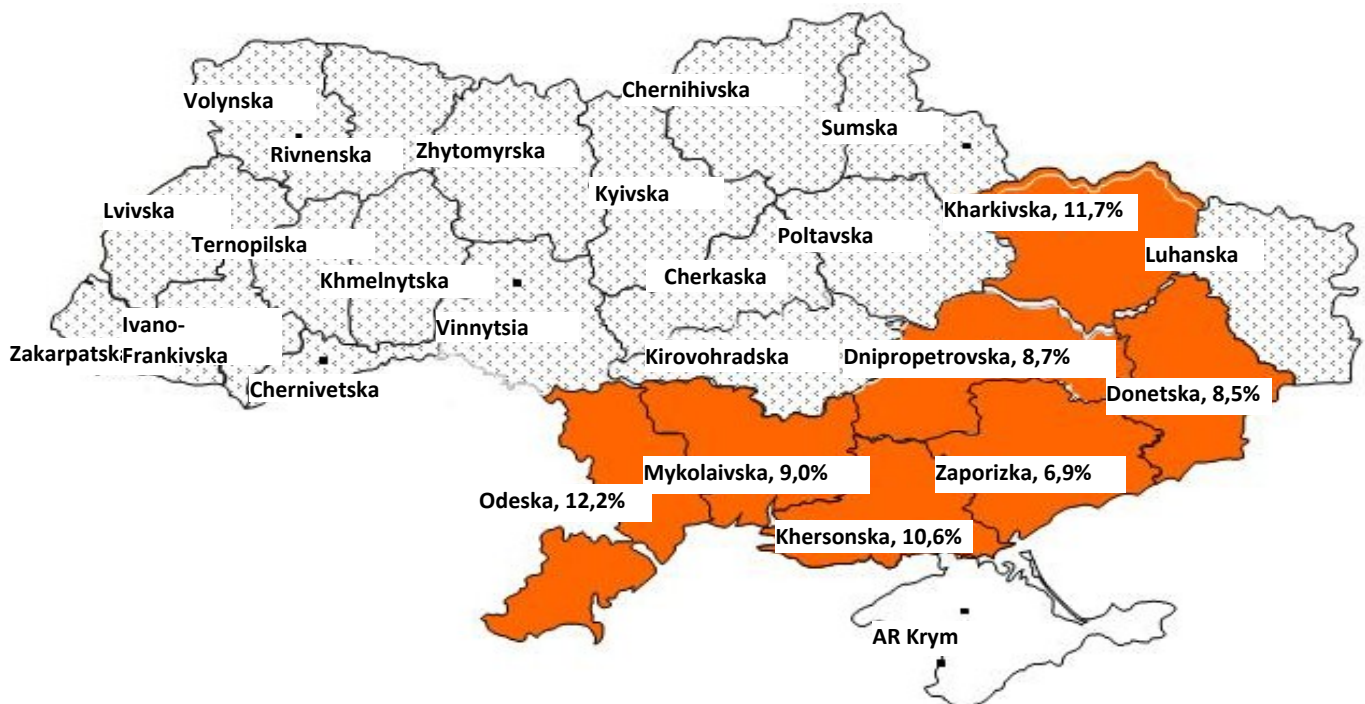 Chernihivska
Volynska
Sumska
Rivnenska
Zhytomyrska
Kyivska
Lvivska
Kharkivska, 11,7%
Ternopilska
Poltavska
Luhanska
Khmelnytska
Cherkaska
Ivano-
Vinnytsia
Zakarpatska
Frankivska
Kirovohradska
Dnipropetrovska, 8,7%
Chernivetska
Donetska, 8,5%
Mykolaivska, 9,0%
Zaporizka, 6,9%
Odeska, 12,2%
Khersonska, 10,6%
AR Krym